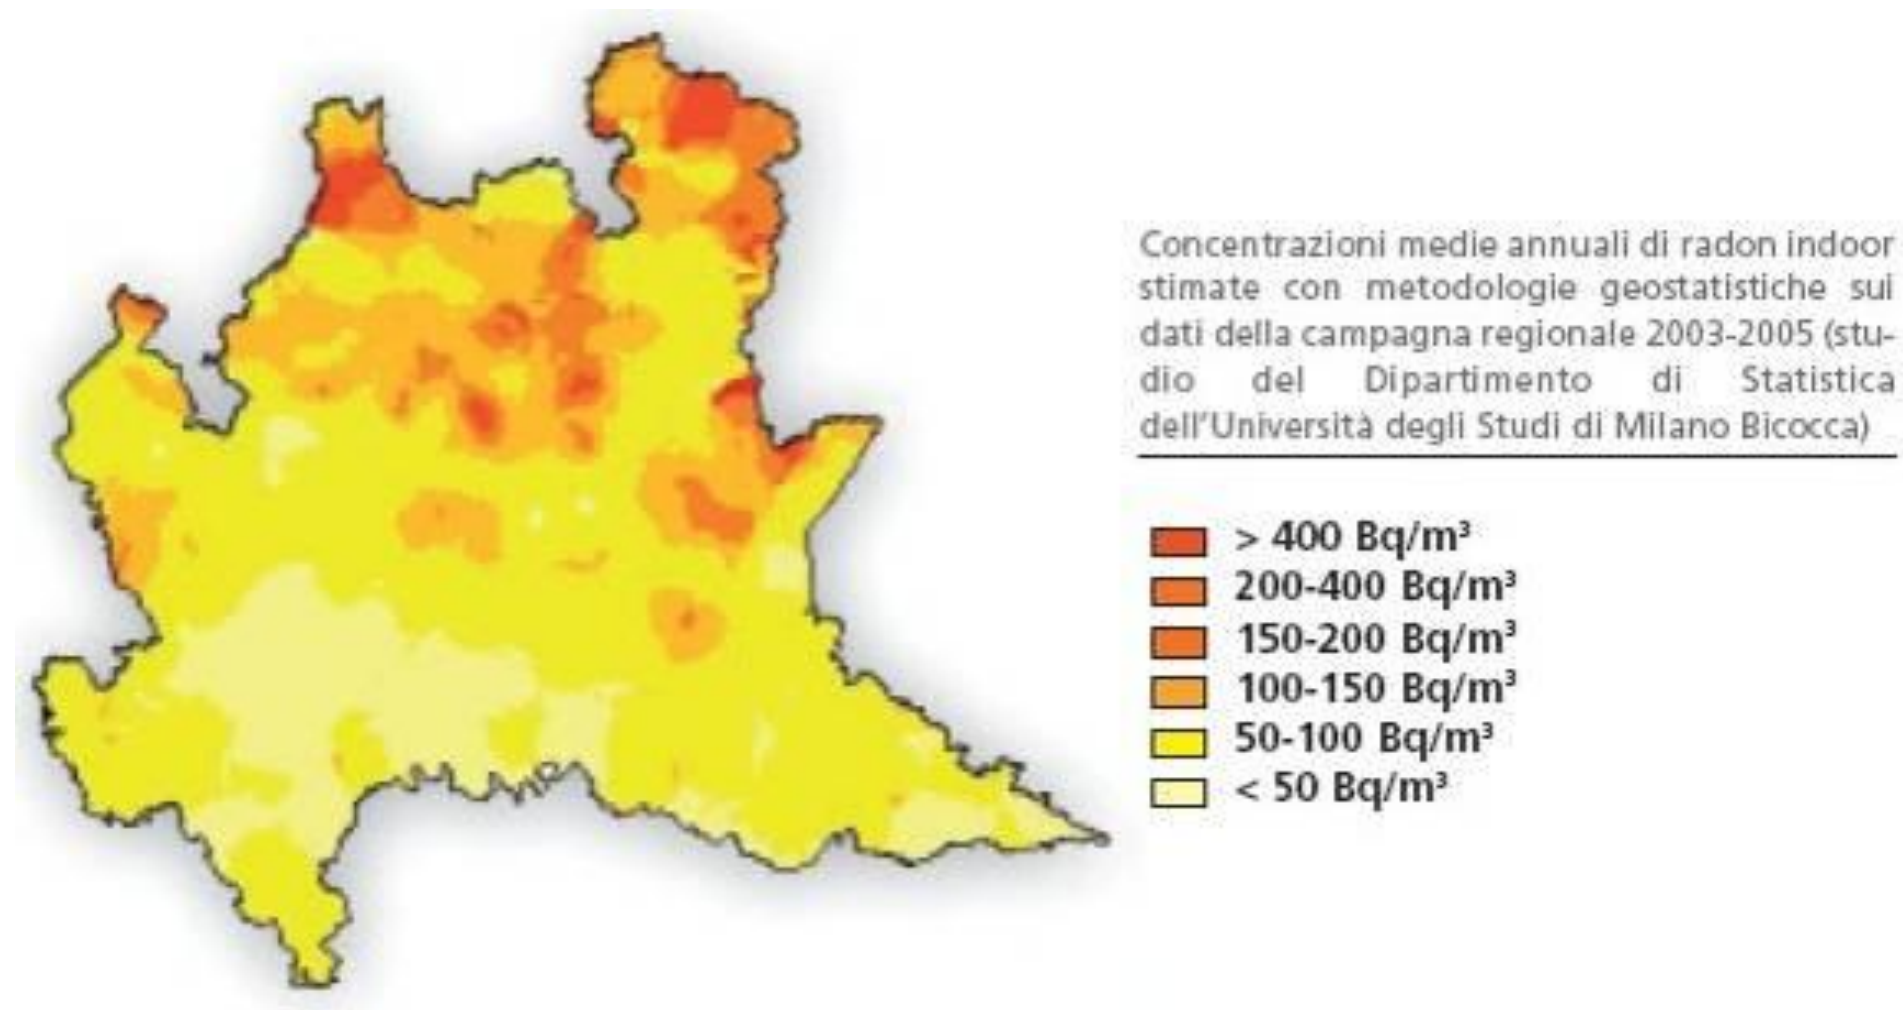 Concentrazioni medie annuali di radon indoor
stimate con metodologie geostatistiche sui
dati della campagna regionale 2003-2005 (stu-
dio del Dipartimento di Statistica
dell'Università degli Studi di Milano Bicocca)
> 400 Bq/m³
200-400 Bq/m³
150-200 Bq/m³
100-150 Bq/m³
50-100 Bq/m³
< 50 Bq/m³